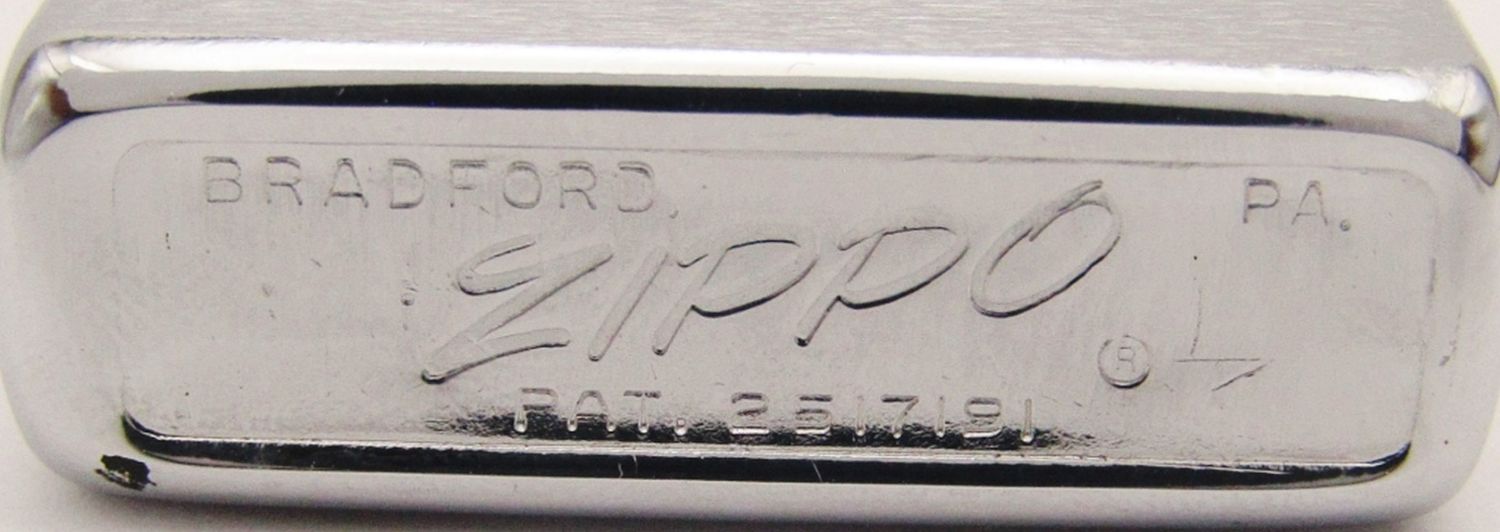 BRADFORD, PA.
ZIPPO ®
PAT. 2517191